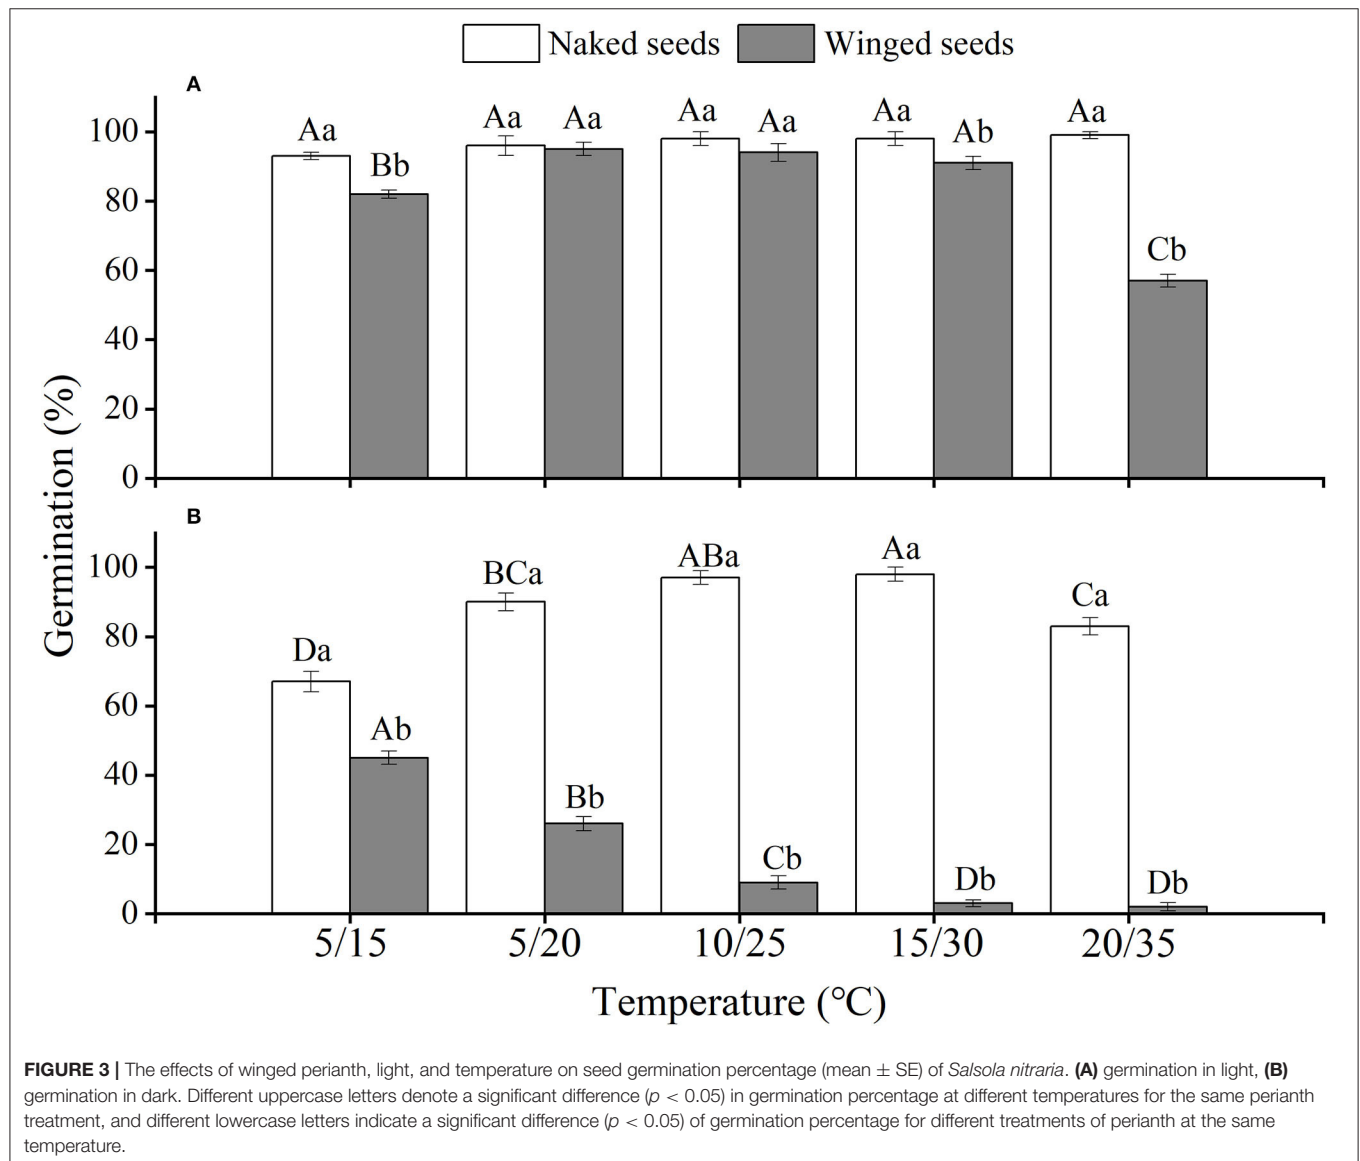 Naked seeds Winged seeds
A
Aa Aa Aa Aa Aa
Bb Aa Aa Ab Cb
100
80
60
40
20
0
Germination (%)
B
Da BCa ABa Aa Ca
Ab Bb Cb Db Db
100
80
60
40
20
0
5/15 5/20 10/25 15/30 20/35
Temperature (℃)
FIGURE 3 | The effects of winged perianth, light, and temperature on seed germination percentage (mean ± SE) of Salsola nitraria. (A) germination in light, (B)
germination in dark. Different uppercase letters denote a significant difference (p < 0.05) in germination percentage at different temperatures for the same perianth
treatment, and different lowercase letters indicate a significant difference (p < 0.05) of germination percentage for different treatments of perianth at the same
temperature.